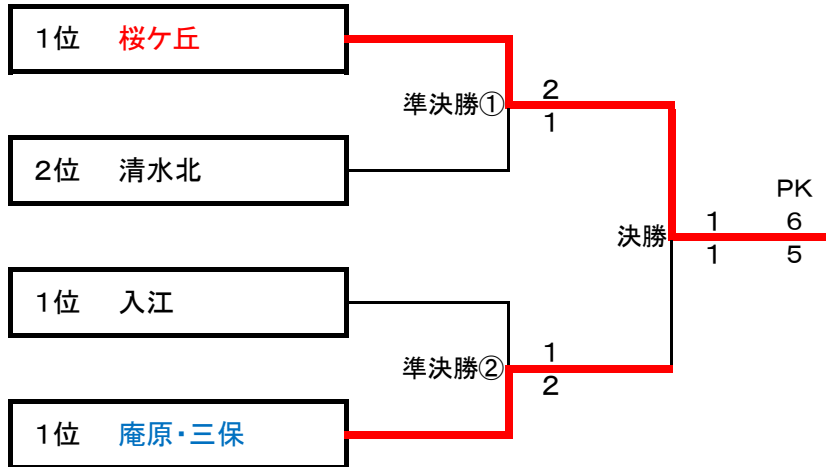 1位 桜ケ丘
準決勝① 2
1
2位 清水北
PK
決勝 1 6
1 5
1位 入江
準決勝② 1
2
1位 庵原・三保